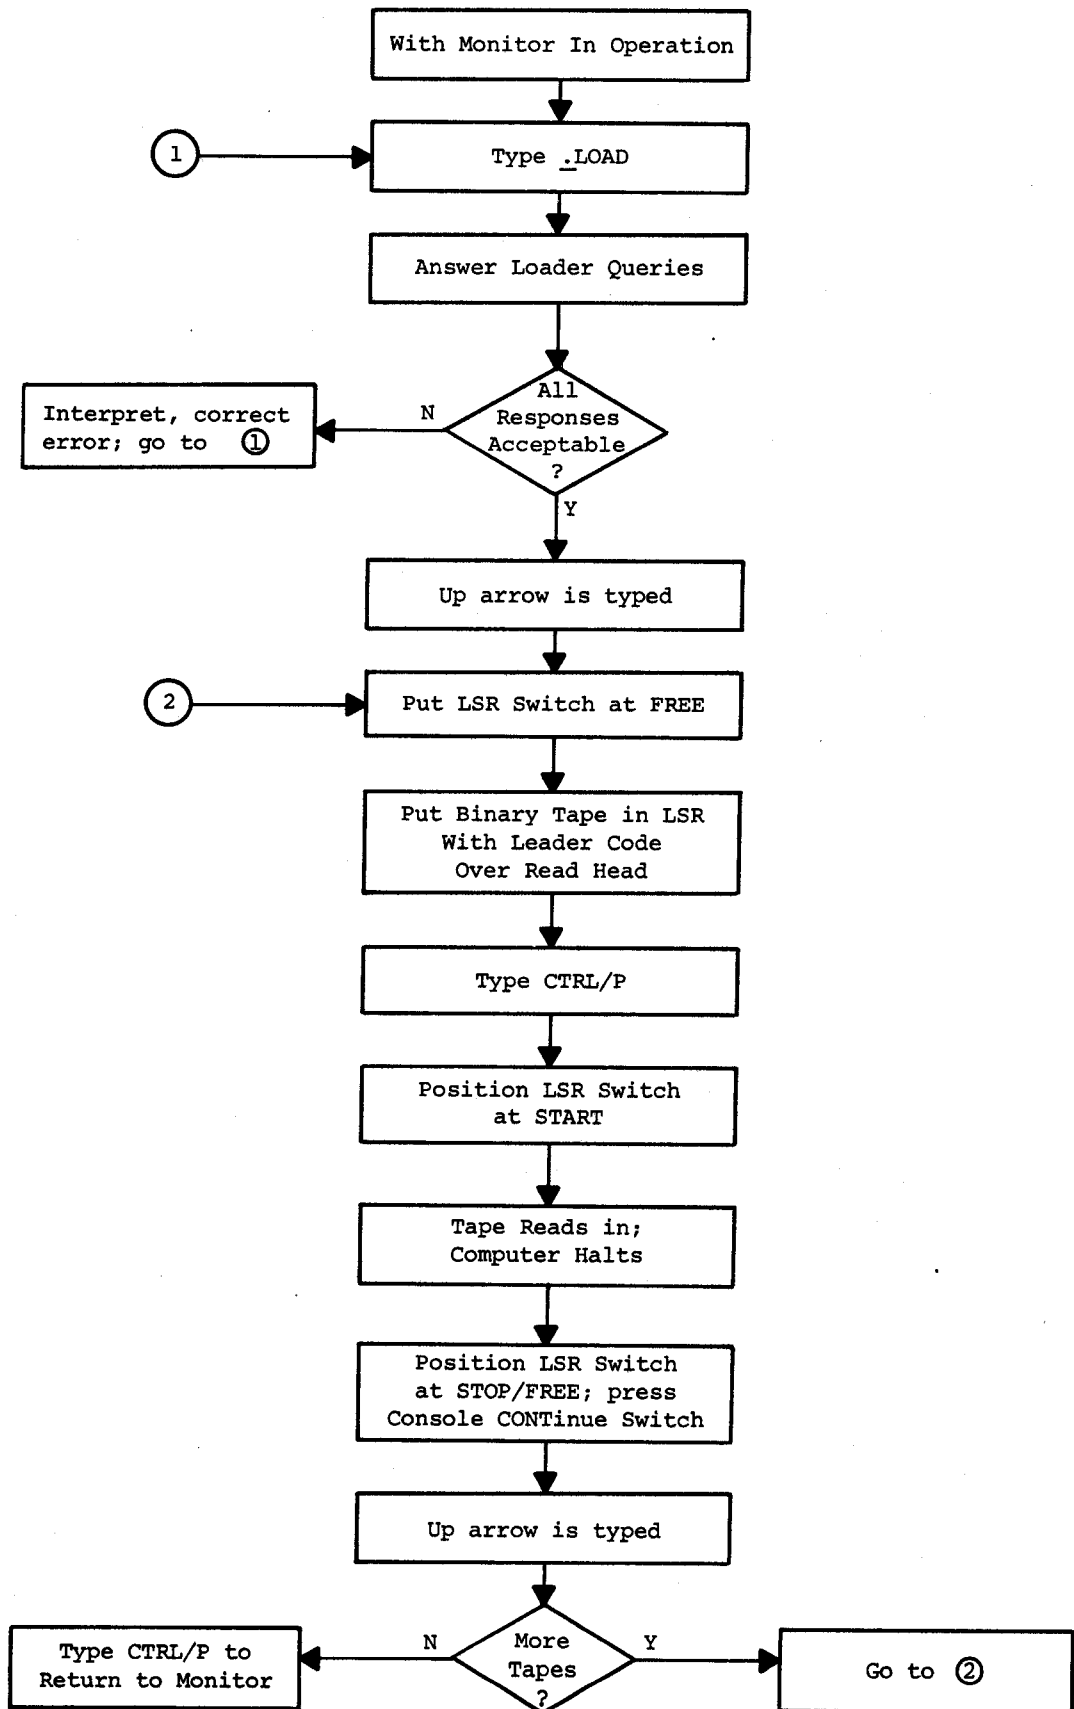 With Monitor In Operation
1
Type .LOAD
Answer Loader Queries
All
Responses
Acceptable
?
N
Interpret, correct
error; go to 1
Y
Up arrow is typed
2
Put LSR Switch at FREE
Put Binary Tape in LSR
With Leader Code
Over Read Head
Type CTRL/P
Position LSR Switch
at START
Tape Reads in;
Computer Halts
Position LSR Switch
at STOP/FREE; press
Console CONTinue Switch
Up arrow is typed
More
Tapes
?
N
Type CTRL/P to
Return to Monitor
Y
Go to 2